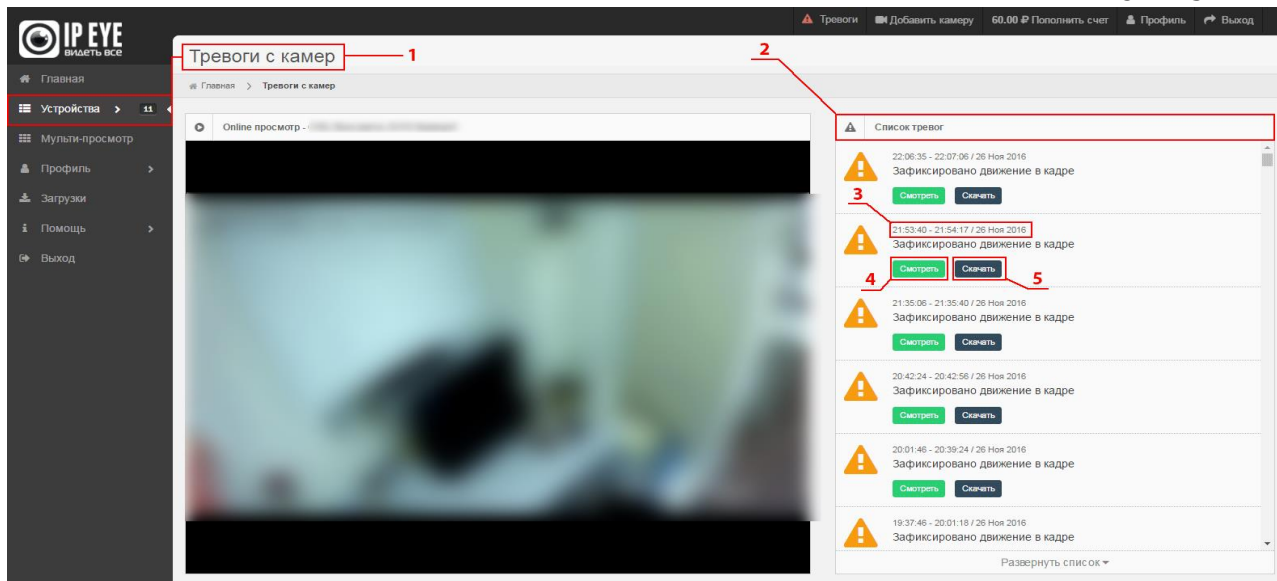 Тревоги
Добавить камеру
60.00 ₽ Пополнить счет
Профиль
Выход
IP EYE
ВИДЕТЬ ВСЕ
Главная
Устройства > 11
Мульти-просмотр
Профиль >
Загрузки
Помощь >
Выход
Тревоги с камер
1
2
Главная > Тревоги с камер
Online просмотр -
Список тревог
22:06:35 - 22:07:06 / 26 Ноя 2016
Зафиксировано движение в кадре
Смотреть Скачать
3
21:53:40 - 21:54:17 / 26 Ноя 2016
Зафиксировано движение в кадре
Смотреть Скачать
4
5
21:35:06 - 21:35:40 / 26 Ноя 2016
Зафиксировано движение в кадре
Смотреть Скачать
20:42:24 - 20:42:56 / 26 Ноя 2016
Зафиксировано движение в кадре
Смотреть Скачать
20:01:46 - 20:39:24 / 26 Ноя 2016
Зафиксировано движение в кадре
Смотреть Скачать
19:37:46 - 20:01:18 / 26 Ноя 2016
Зафиксировано движение в кадре
Развернуть список